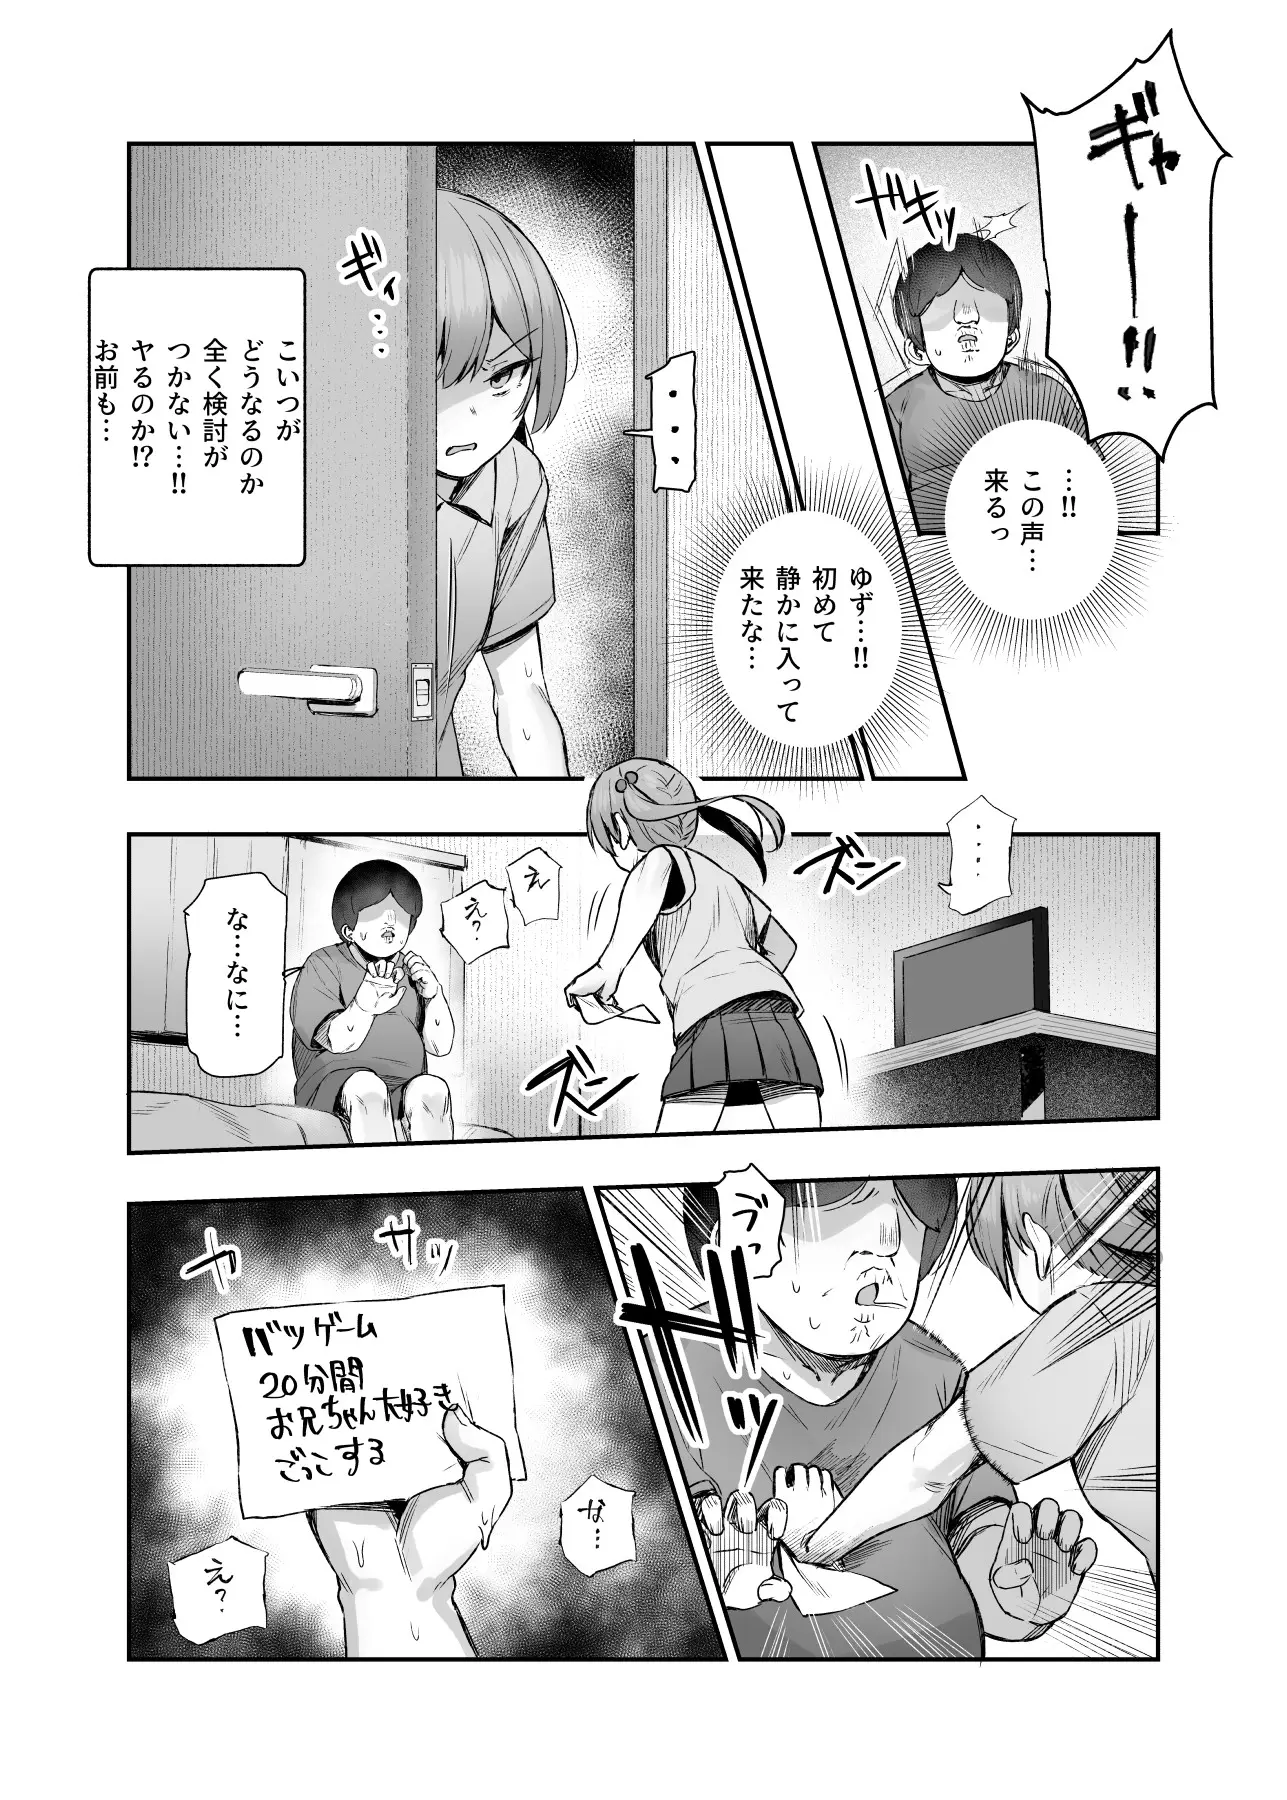 ギャーーー!!
ガキッ
…!!
この声…
来るっ
ゆず…!!
初めて
静かに入って
来たな…
・・・
ギィ…
こいつが
どうなるのか
全く検討が
つかない…!!
ヤるのか!?
お前も…
・・・・
ズン
ズン
え
え?
な…なに…
ブっ
サッ
ヤ
バツゲーム
20分間
お兄ちゃん大好き
ごっこする
な…
え?